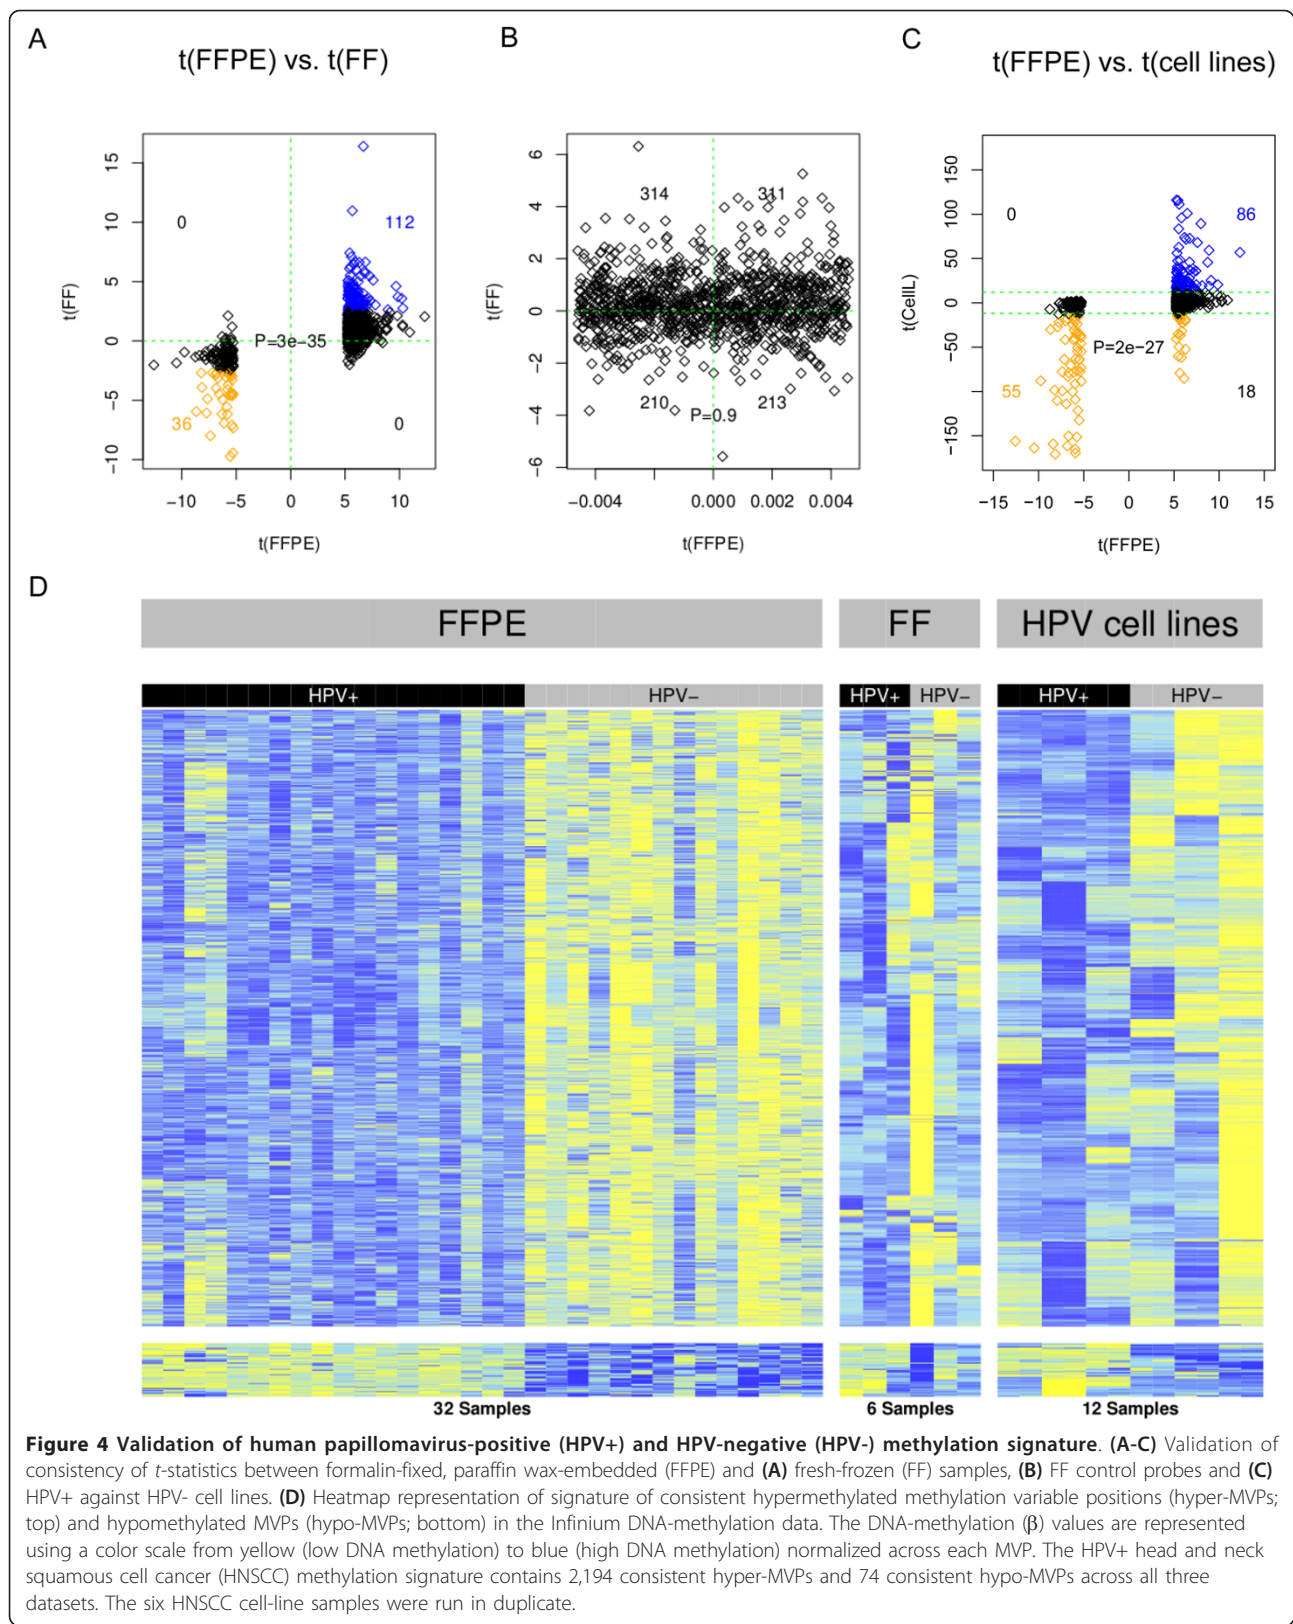 A
t(FFPE) vs. t(FF)
t(FF)
15
10
5
0
−5
−10
0
112
P=3e−35
36
0
−10
−5
0
5
10
t(FFPE)
B
t(FF)
6
4
2
0
−2
−4
−6
314
311
210
213
P=0.9
−0.004
0.000
0.002
0.004
t(FFPE)
C
t(FFPE) vs. t(cell lines)
t(CellL)
150
100
50
0
−50
−150
0
86
P=2e−27
55
18
−15
−10
−5
0
5
10
15
t(FFPE)
D
FFPE
FF
HPV cell lines
HPV+
HPV−
HPV+
HPV−
HPV+
HPV−
32 Samples
6 Samples
12 Samples
Figure 4 Validation of human papillomavirus-positive (HPV+) and HPV-negative (HPV-) methylation signature. (A-C) Validation of
consistency of t-statistics between formalin-fixed, paraffin wax-embedded (FFPE) and (A) fresh-frozen (FF) samples, (B) FF control probes and (C)
HPV+ against HPV- cell lines. (D) Heatmap representation of signature of consistent hypermethylated methylation variable positions (hyper-MVPs;
top) and hypomethylated MVPs (hypo-MVPs; bottom) in the Infinium DNA-methylation data. The DNA-methylation (β) values are represented
using a color scale from yellow (low DNA methylation) to blue (high DNA methylation) normalized across each MVP. The HPV+ head and neck
squamous cell cancer (HNSCC) methylation signature contains 2,194 consistent hyper-MVPs and 74 consistent hypo-MVPs across all three
datasets. The six HNSCC cell-line samples were run in duplicate.